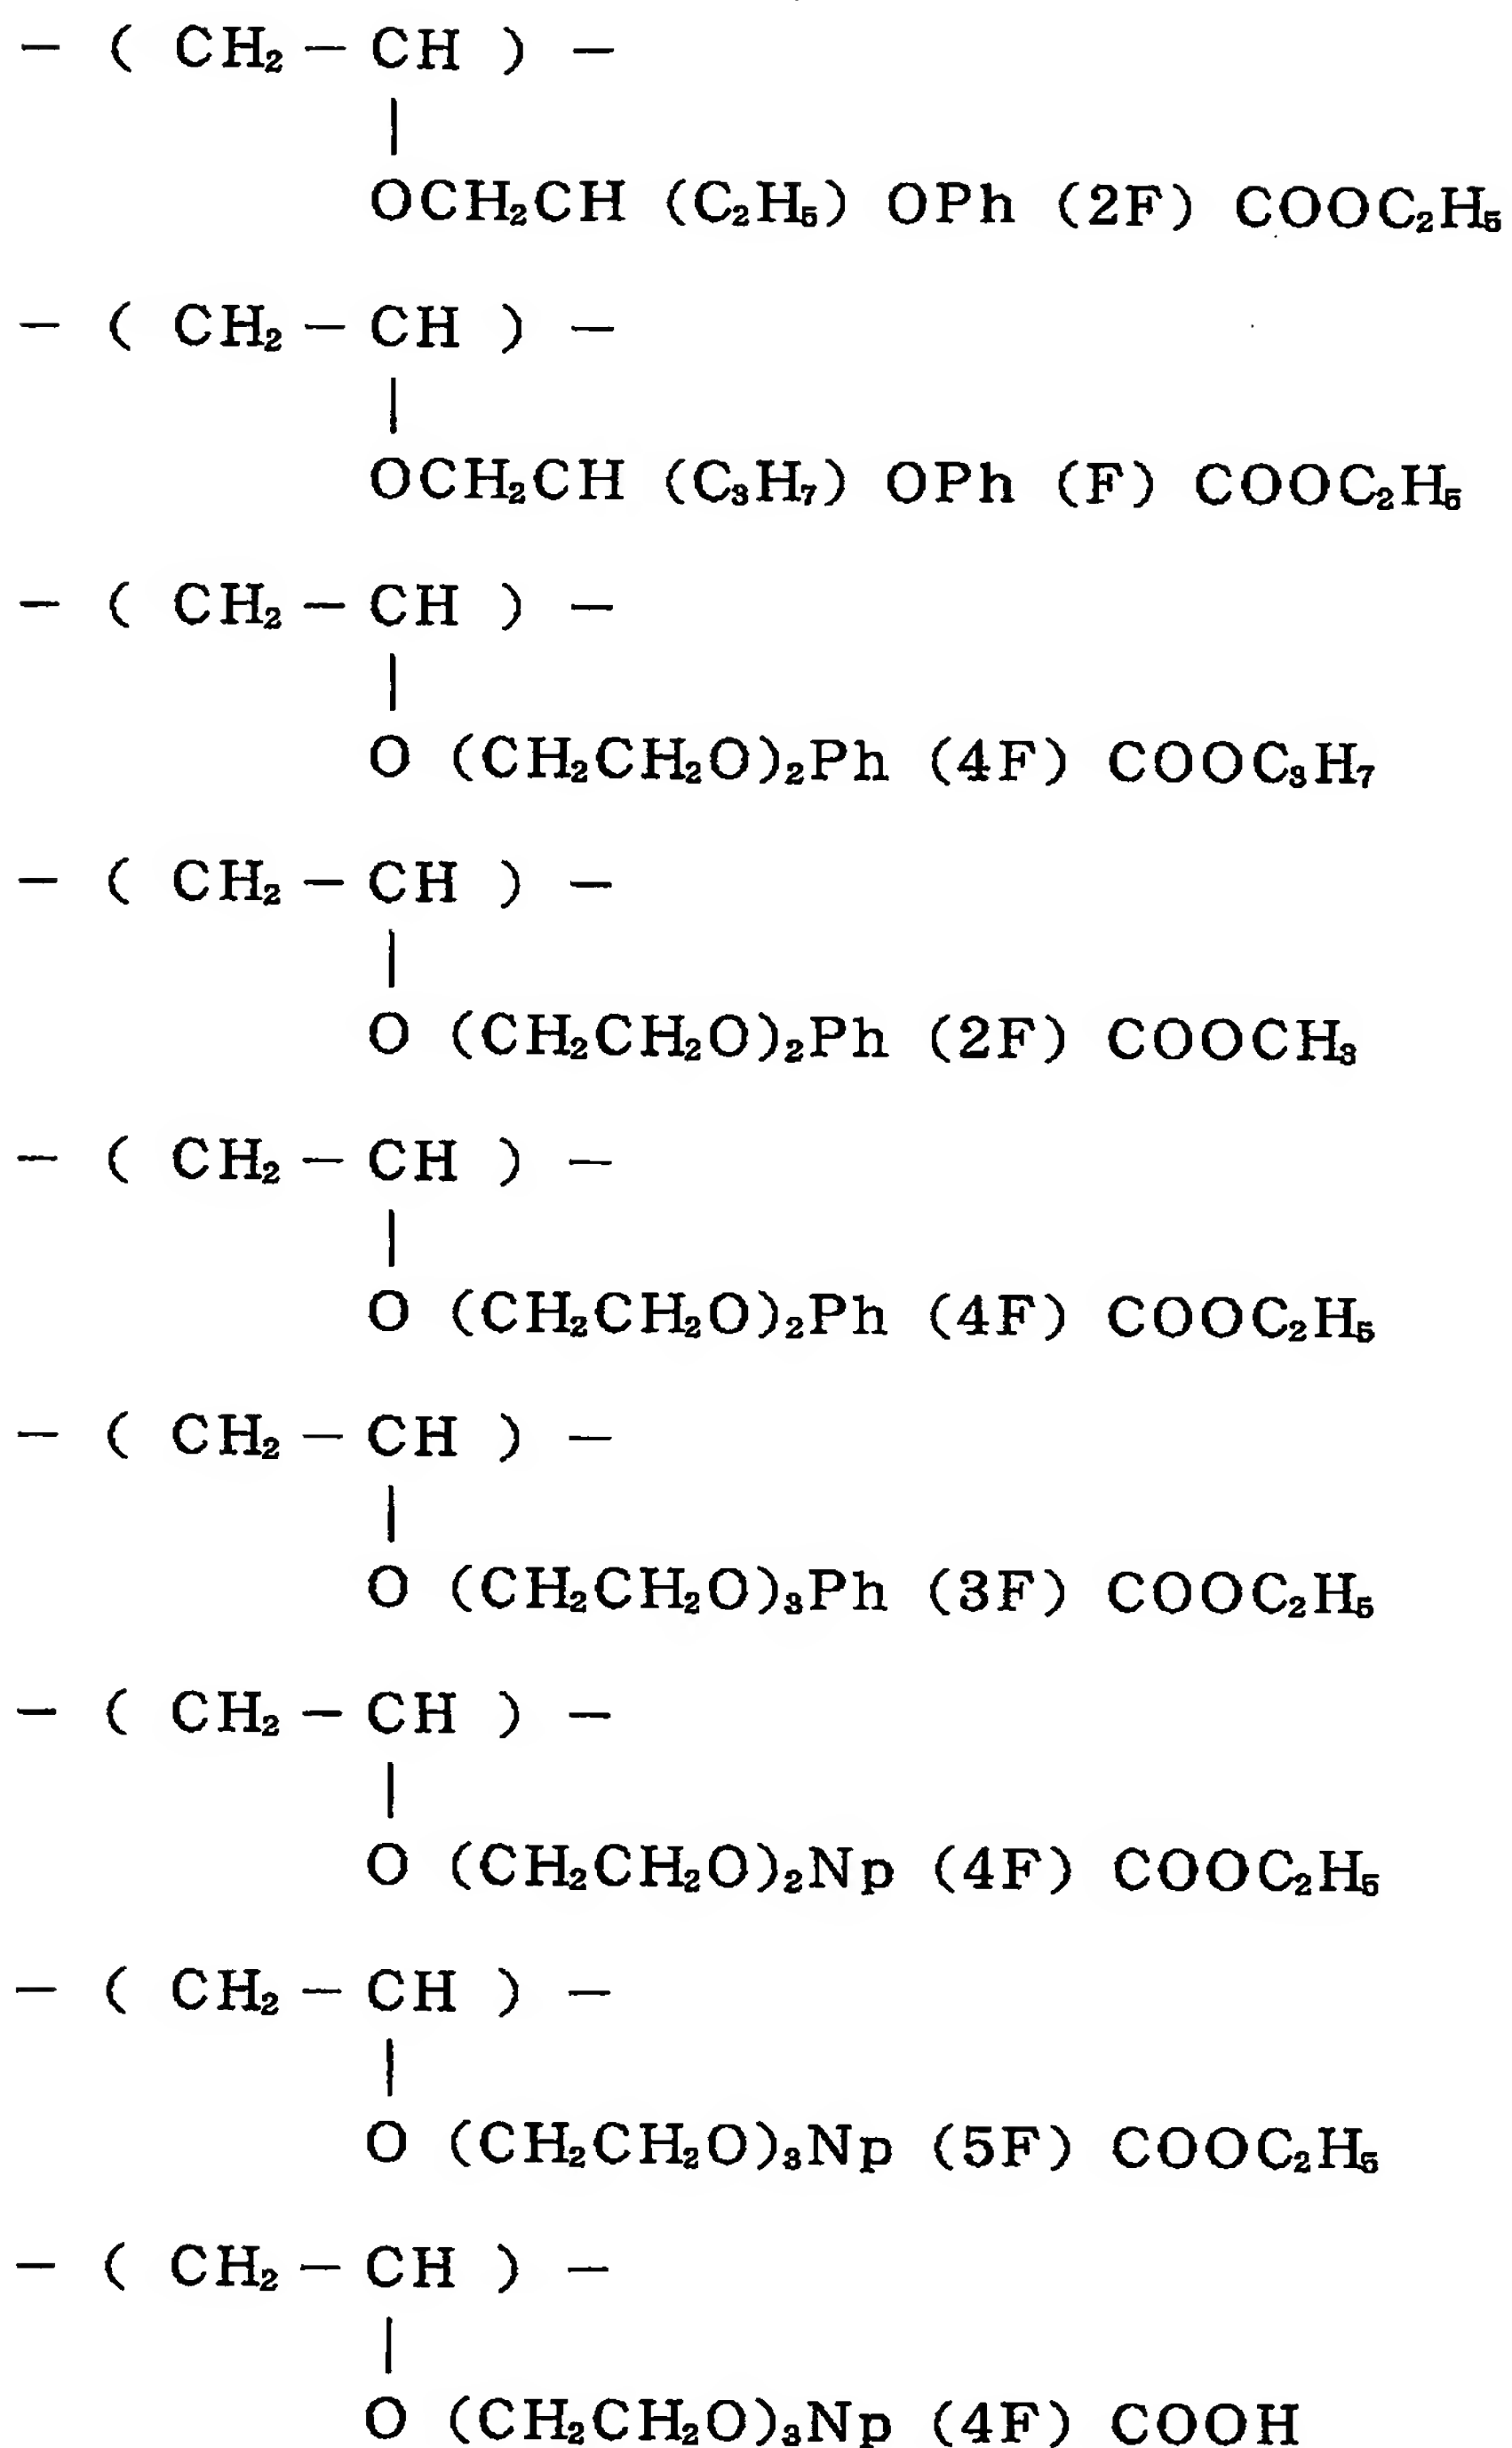 — ( CH₂ — CH ) —
|
OCH₂CH (C₂H₅) OPh (2F) COOC₂H₅
— ( CH₂ — CH ) —
|
OCH₂CH (C₃H₇) OPh (F) COOC₂H₅
— ( CH₂ — CH ) —
|
O (CH₂CH₂O)₂Ph (4F) COOC₃H₇
— ( CH₂ — CH ) —
|
O (CH₂CH₂O)₂Ph (2F) COOCH₃
— ( CH₂ — CH ) —
|
O (CH₂CH₂O)₂Ph (4F) COOC₂H₅
— ( CH₂ — CH ) —
|
O (CH₂CH₂O)₃Ph (3F) COOC₂H₅
— ( CH₂ — CH ) —
|
O (CH₂CH₂O)₂Np (4F) COOC₂H₅
— ( CH₂ — CH ) —
|
O (CH₂CH₂O)₃Np (5F) COOC₂H₅
— ( CH₂ — CH ) —
|
O (CH₂CH₂O)₃Np (4F) COOH